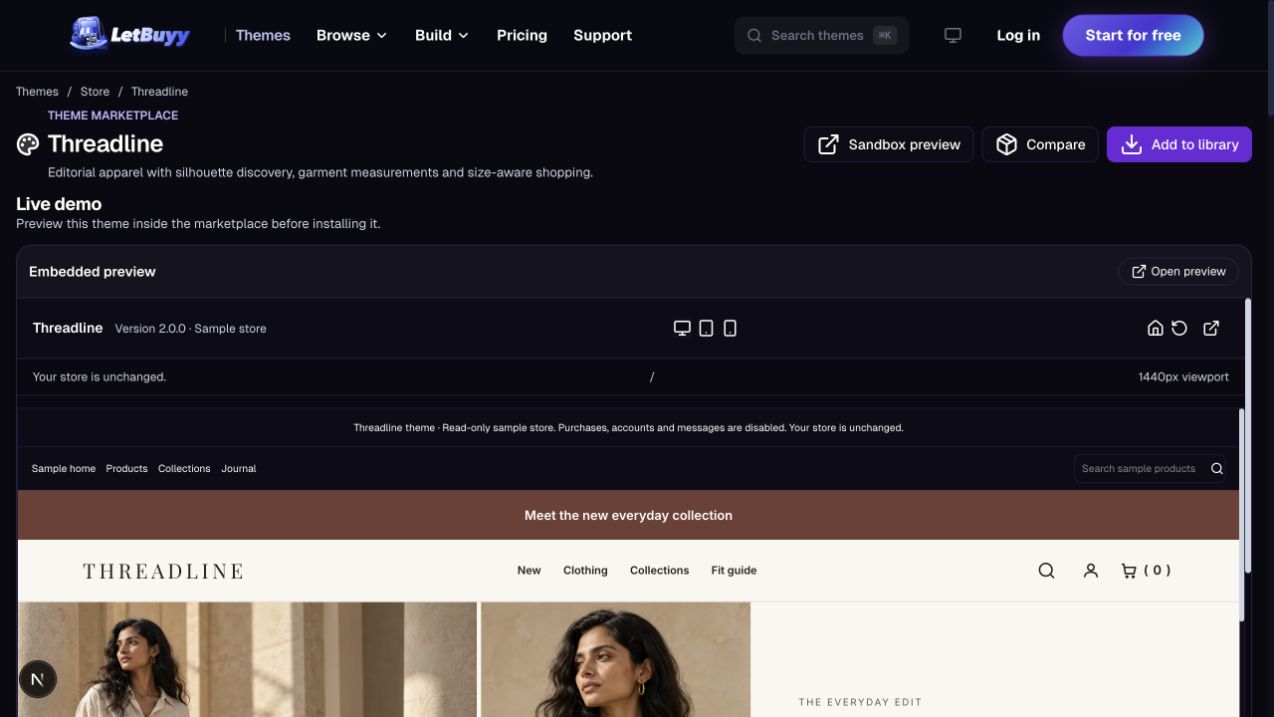 LetBuyy
Themes
Browse
Build
Pricing
Support
Search themes
⌘K
Log in
Start for free
Themes / Store / Threadline
THEME MARKETPLACE
Threadline
Sandbox preview
Compare
Add to library
Editorial apparel with silhouette discovery, garment measurements and size-aware shopping.
Live demo
Preview this theme inside the marketplace before installing it.
Embedded preview
Open preview
Threadline
Version 2.0.0 · Sample store
Your store is unchanged.
/
1440px viewport
Threadline theme · Read-only sample store. Purchases, accounts and messages are disabled. Your store is unchanged.
Sample home
Products
Collections
Journal
Search sample products
Meet the new everyday collection
THREADLINE
New
Clothing
Collections
Fit guide
( 0 )
N
THE EVERYDAY EDIT